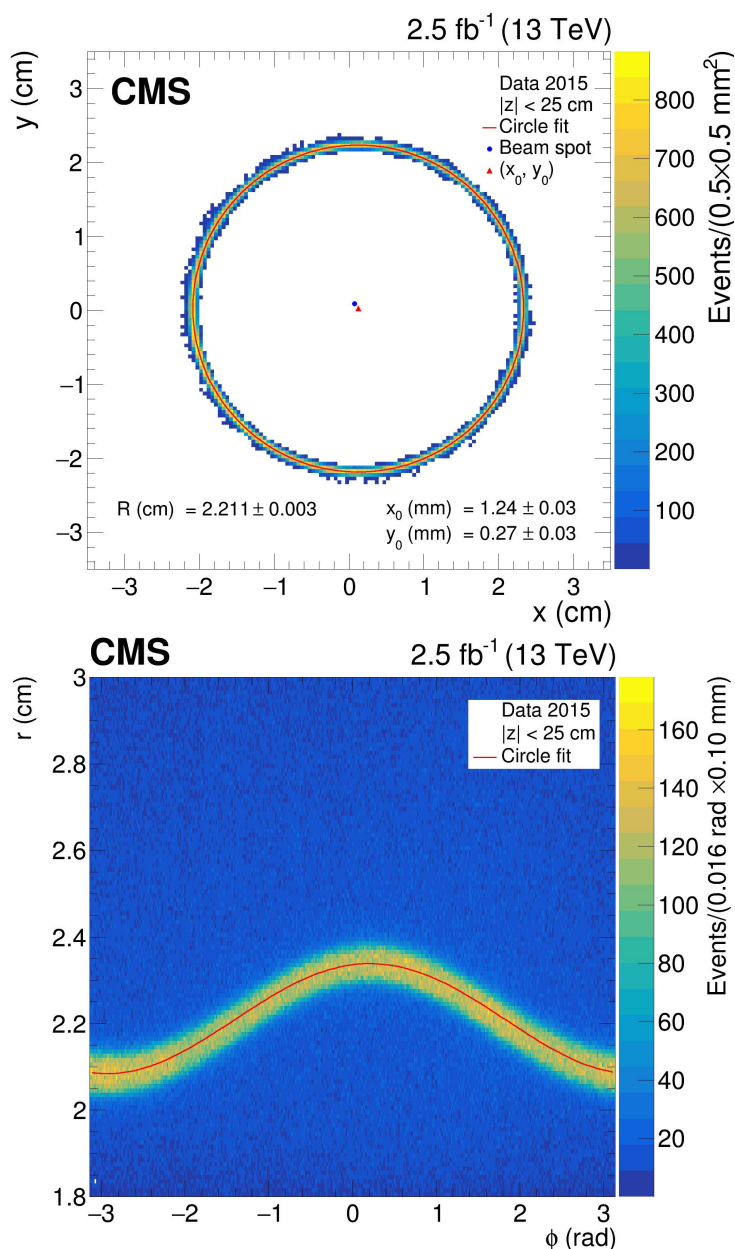 2.5 fb⁻¹ (13 TeV)
CMS
Data 2015
|z| < 25 cm
Circle fit
Beam spot
(x₀, y₀)
y (cm)
3
2
1
0
−1
−2
−3
R (cm) = 2.211 ± 0.003
x₀ (mm) = 1.24 ± 0.03
y₀ (mm) = 0.27 ± 0.03
−3 −2 −1 0 1 2 3
x (cm)
800
700
600
500
400
300
200
100
Events/(0.5×0.5 mm²)
CMS
2.5 fb⁻¹ (13 TeV)
Data 2015
|z| < 25 cm
Circle fit
r (cm)
3
2.8
2.6
2.4
2.2
2
1.8
−3 −2 −1 0 1 2 3
ϕ (rad)
160
140
120
100
80
60
40
20
Events/(0.016 rad ×0.10 mm)